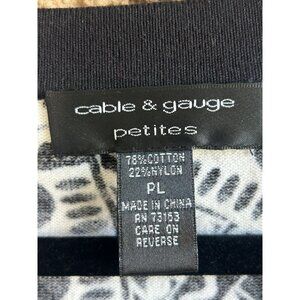 cable & gauge
petites
78%COTTON
22%NYLON
PL
MADE IN CHINA
RN 73153
CARE ON
REVERSE